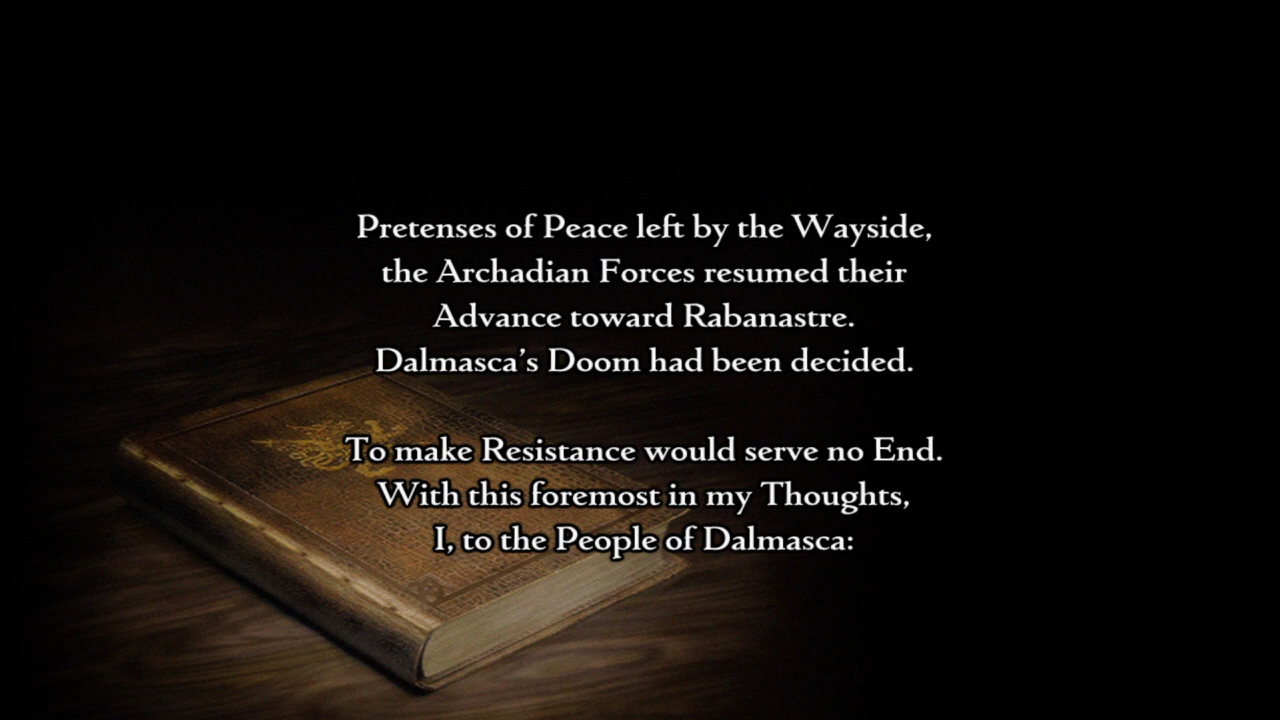 Pretenses of Peace left by the Wayside,
the Archadian Forces resumed their
Advance toward Rabanastre.
Dalmasca's Doom had been decided.
To make Resistance would serve no End.
With this foremost in my Thoughts,
I, to the People of Dalmasca: